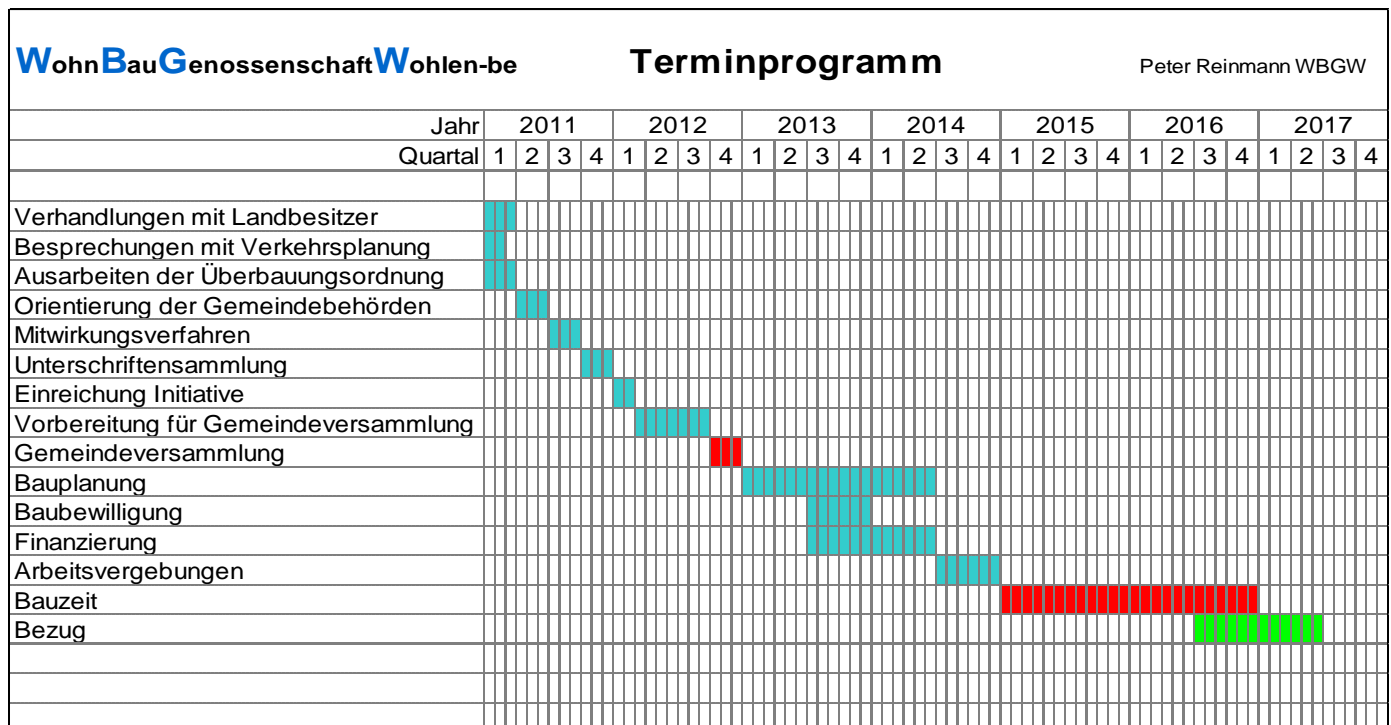 WohnBauGenossenschaftWohlen-be Terminprogramm Peter Reinmann WBGW
Jahr 2011 2012 2013 2014 2015 2016 2017
Quartal 1 2 3 4 1 2 3 4 1 2 3 4 1 2 3 4 1 2 3 4 1 2 3 4 1 2 3 4
Verhandlungen mit Landbesitzer
Besprechungen mit Verkehrsplanung
Ausarbeiten der Überbauungsordnung
Orientierung der Gemeindebehörden
Mitwirkungsverfahren
Unterschriftensammlung
Einreichung Initiative
Vorbereitung für Gemeindeversammlung
Gemeindeversammlung
Bauplanung
Baubewilligung
Finanzierung
Arbeitsvergebungen
Bauzeit
Bezug